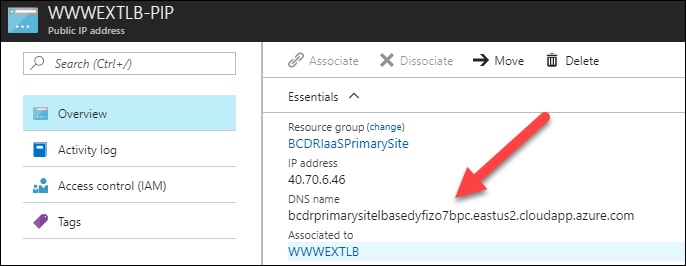 WWWEXTLB-PIP
Public IP address
Search (Ctrl+/)
Overview
Activity log
Access control (IAM)
Tags
Associate Dissociate Move Delete
Essentials
Resource group (change)
BCDRIaaSPrimarySite
IP address
40.70.6.46
DNS name
bcdrprimarysitelbasedyfizo7bpc.eastus2.cloudapp.azure.com
Associated to
WWWEXTLB